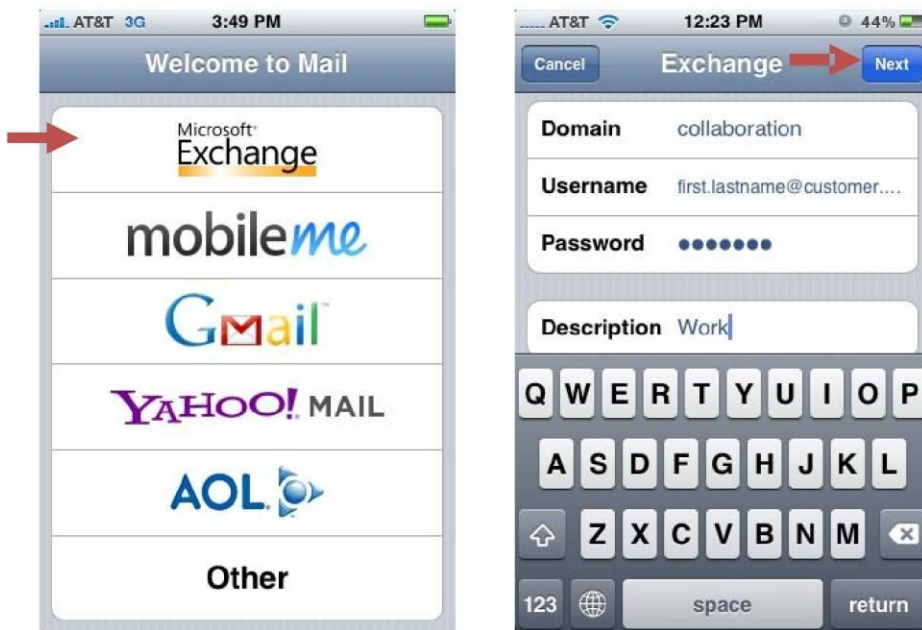 AT&T 3G 3:49 PM
Welcome to Mail
Microsoft®
Exchange
mobileme
GMail™
YAHOO! MAIL
AOL
Other
AT&T 12:23 PM 44%
Cancel Exchange Next
Domain collaboration
Username first.lastname@customer....
Password ●●●●●●●
Description Work
Q W E R T Y U I O P
A S D F G H J K L
Z X C V B N M
123 space return